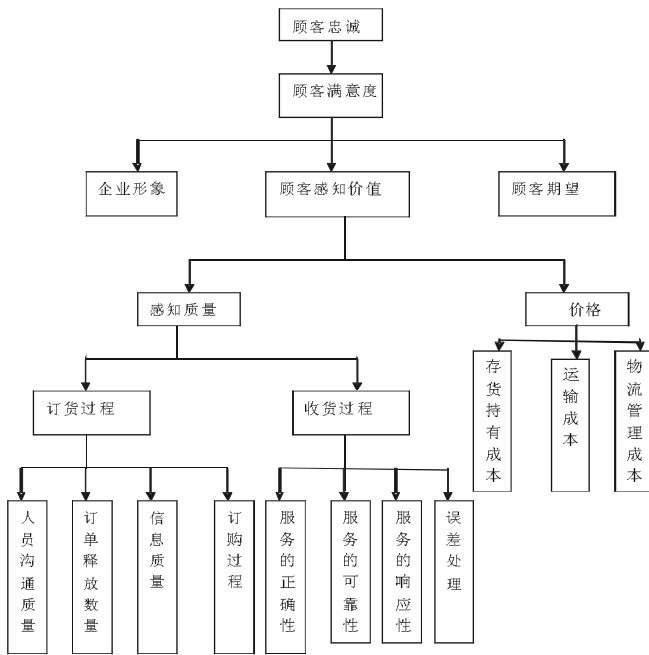 顾客忠诚
顾客满意度
企业形象
顾客感知价值
顾客期望
感知质量
价格
订货过程
收货过程
存货持有成本
运输成本
物流管理成本
人员沟通质量
订单释放数量
信息质量
订购过程
服务的正确性
服务的可靠性
服务的响应性
误差处理